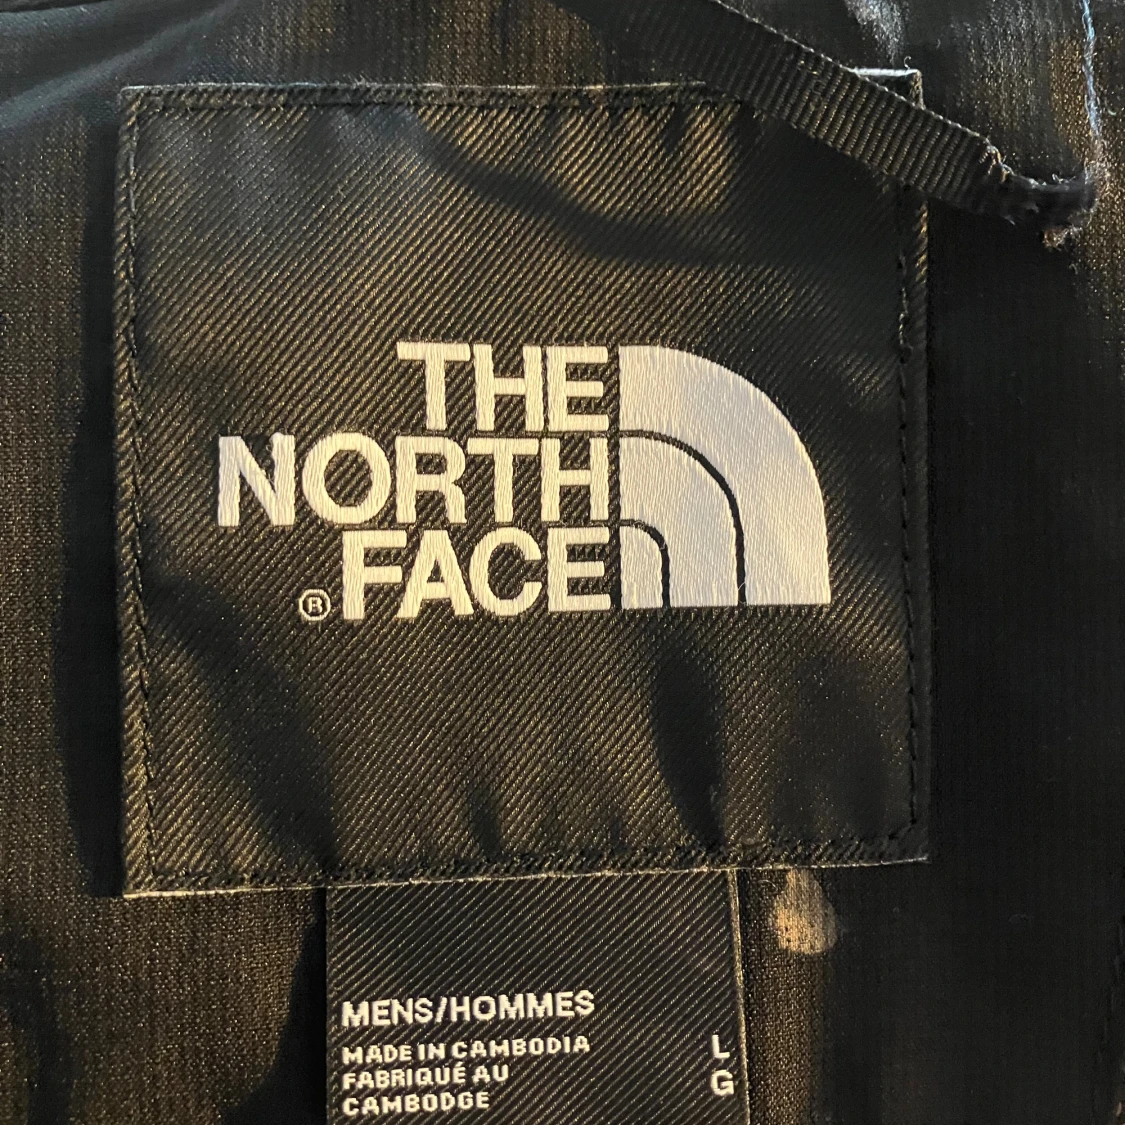 THE
NORTH
FACE
®
MENS/HOMMES
MADE IN CAMBODIA
FABRIQUÉ AU
CAMBODGE
L
G